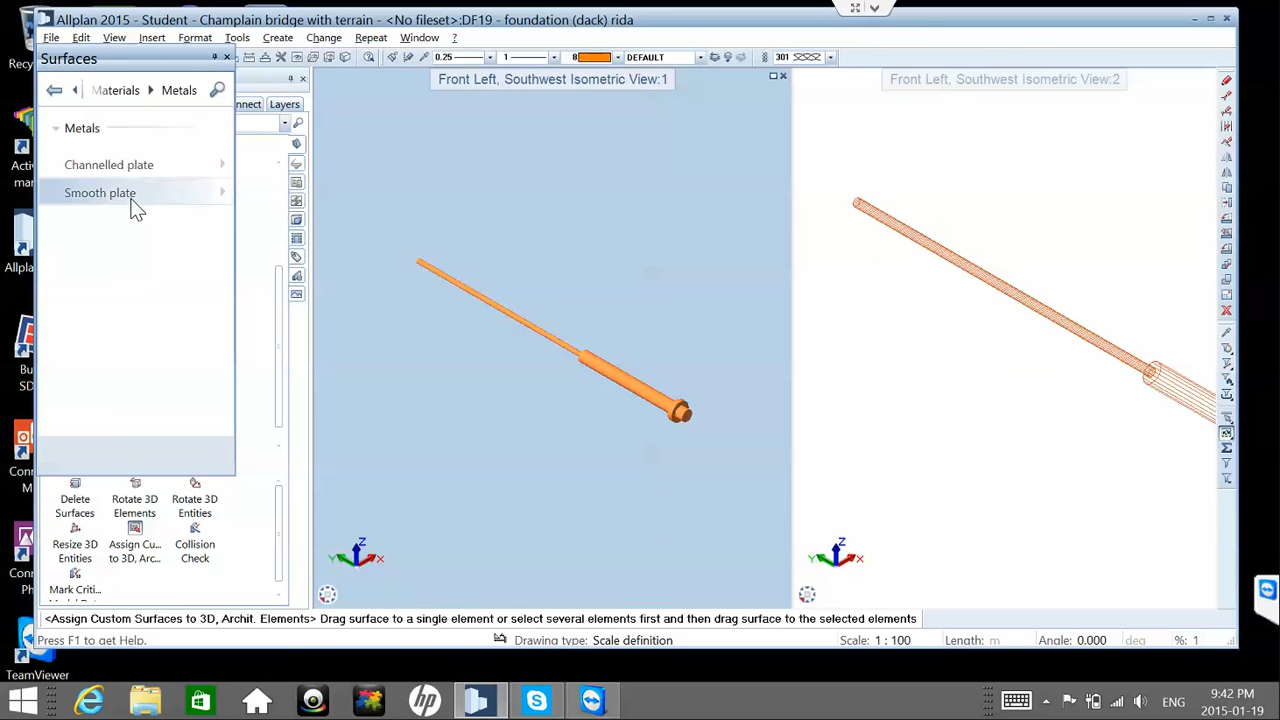 Allplan 2015 - Student - Champlain bridge with terrain - <No fileset>:DF19 - foundation (dack) rida
File Edit View Insert Format Tools Create Change Repeat Window ?
Surfaces
0.25 1 8 DEFAULT 301
Materials Metals
Front Left, Southwest Isometric View:1
Front Left, Southwest Isometric View:2
nnect Layers
Metals
Channelled plate
Smooth plate
Delete Surfaces
Rotate 3D Elements
Rotate 3D Entities
Resize 3D Entities
Assign Cu... to 3D, Arc...
Collision Check
Mark Criti...
Z
Y X
Z
Y X
<Assign Custom Surfaces to 3D, Archit. Elements> Drag surface to a single element or select several elements first and then drag surface to the selected elements
Press F1 to get Help.
Drawing type: Scale definition
Scale: 1 : 100
Length: m
Angle: 0.000 deg
%: 1
TeamViewer
hp
ENG
9:42 PM
2015-01-19